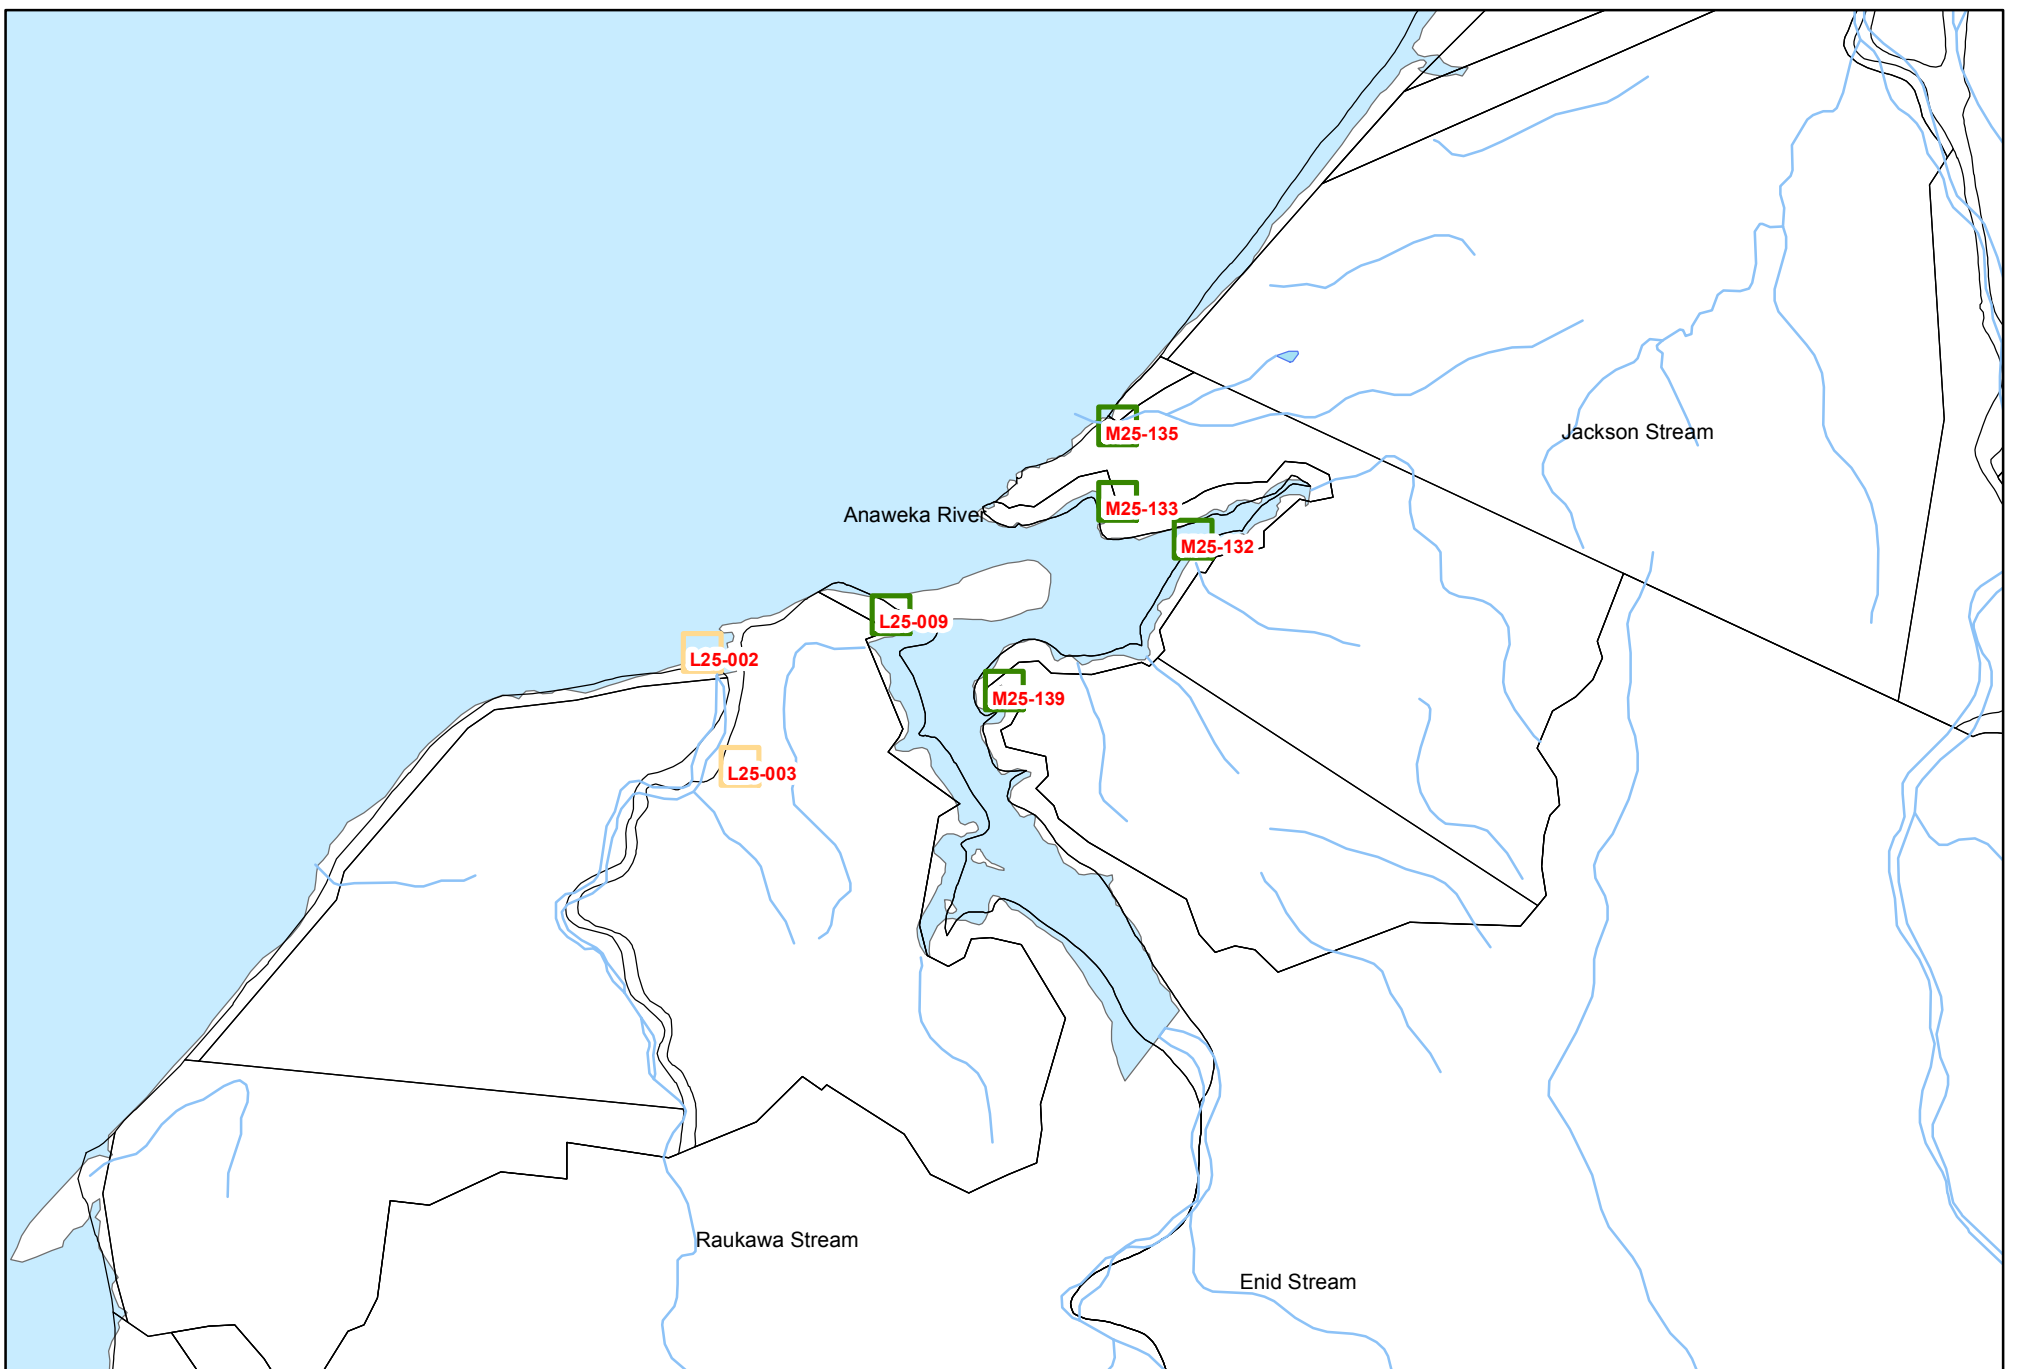 Jackson Stream
M25-135
M25-133
Anaweka River
M25-132
L25-009
L25-002
M25-139
L25-003
Raukawa Stream
Enid Stream